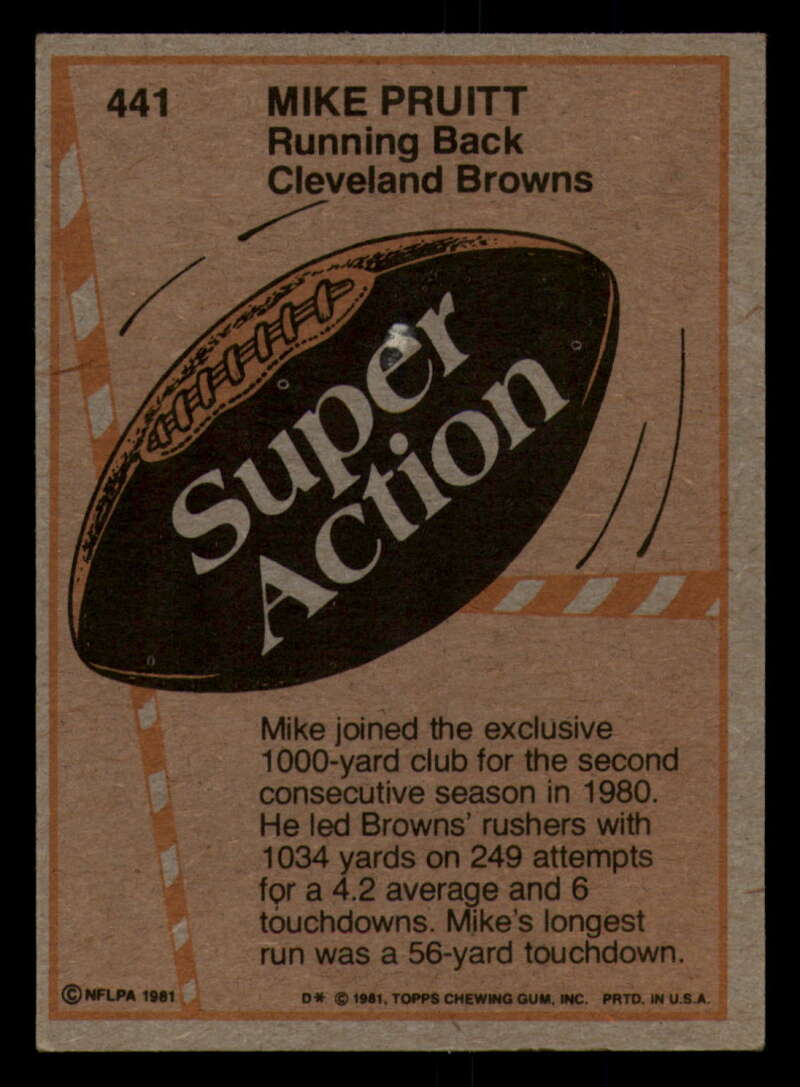 441
MIKE PRUITT
Running Back
Cleveland Browns
Super
Action
Mike joined the exclusive
1000-yard club for the second
consecutive season in 1980.
He led Browns' rushers with
1034 yards on 249 attempts
for a 4.2 average and 6
touchdowns. Mike's longest
run was a 56-yard touchdown.
© NFLPA 1981
D* © 1981, TOPPS CHEWING GUM, INC. PRTD. IN U.S.A.